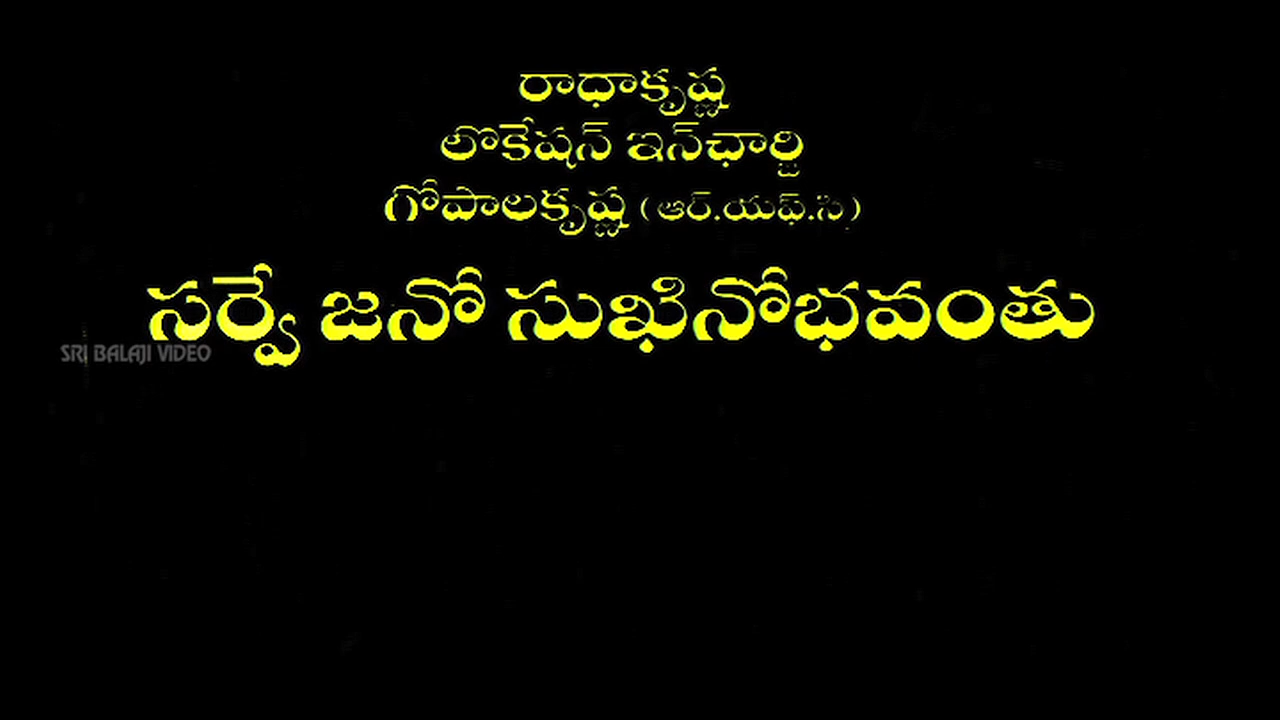 రాధాకృష్ణ
లొకేషన్ ఇన్‌ఛార్జి
గోపాలకృష్ణ (ఆర్.యఫ్.సి)
సర్వే జనో సుఖినోభవంతు
SRI BALAJI VIDEO